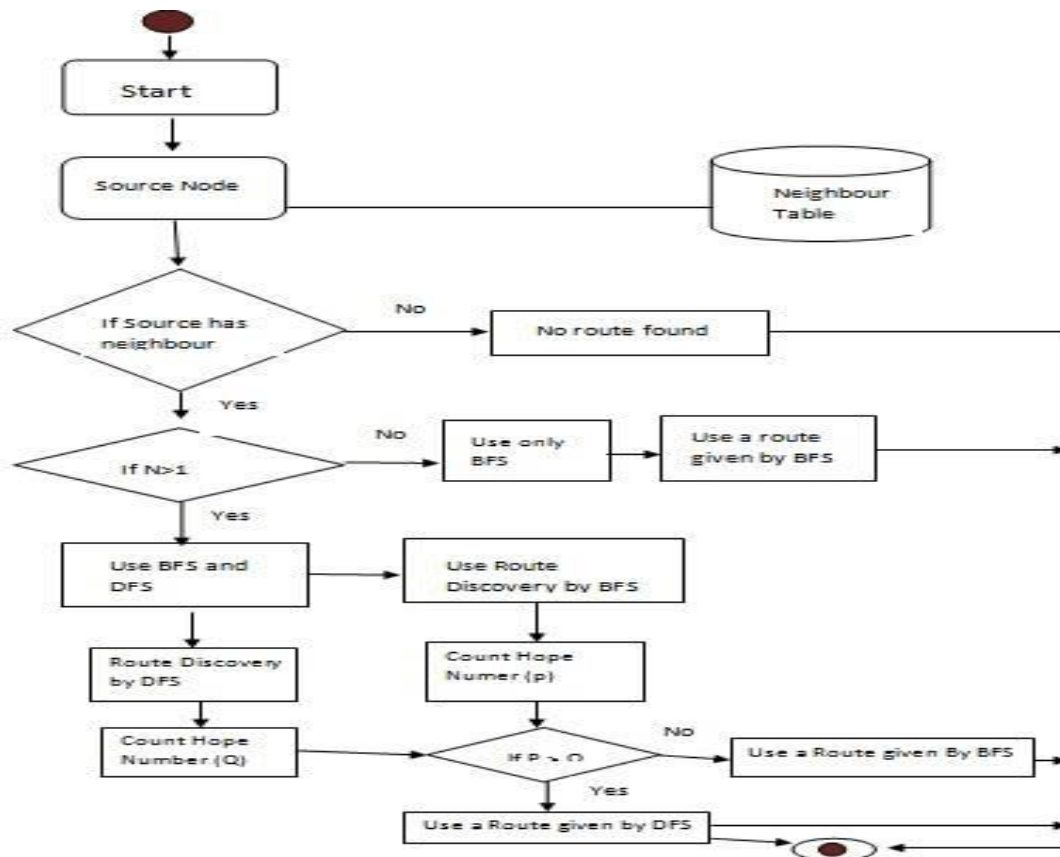 Start
Source Node
Neighbour
Table
If Source has
neighbour
No
No route found
Yes
If N>1
No
Use only
BFS
Use a route
given by BFS
Yes
Use BFS and
DFS
Use Route
Discovery by BFS
Route Discovery
by DFS
Count Hope
Numer (p)
Count Hope
Number (Q)
If P > Q
No
Use a Route given By BFS
Yes
Use a Route given by DFS